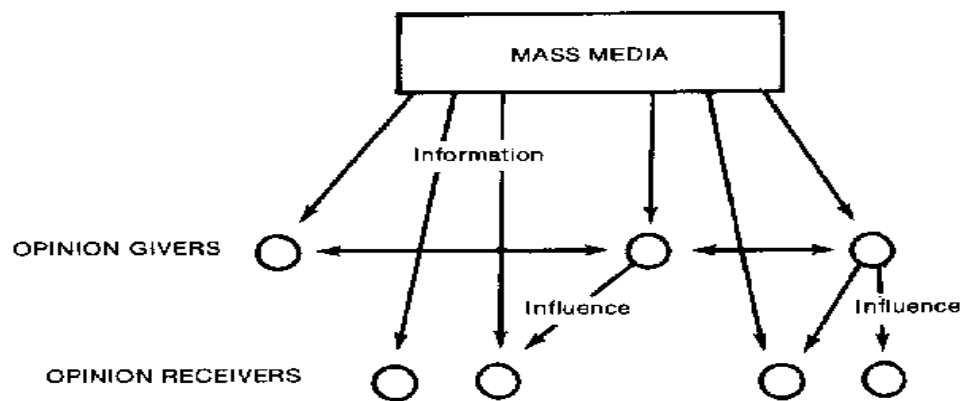 MASS MEDIA
Information
OPINION GIVERS
Influence
Influence
OPINION RECEIVERS